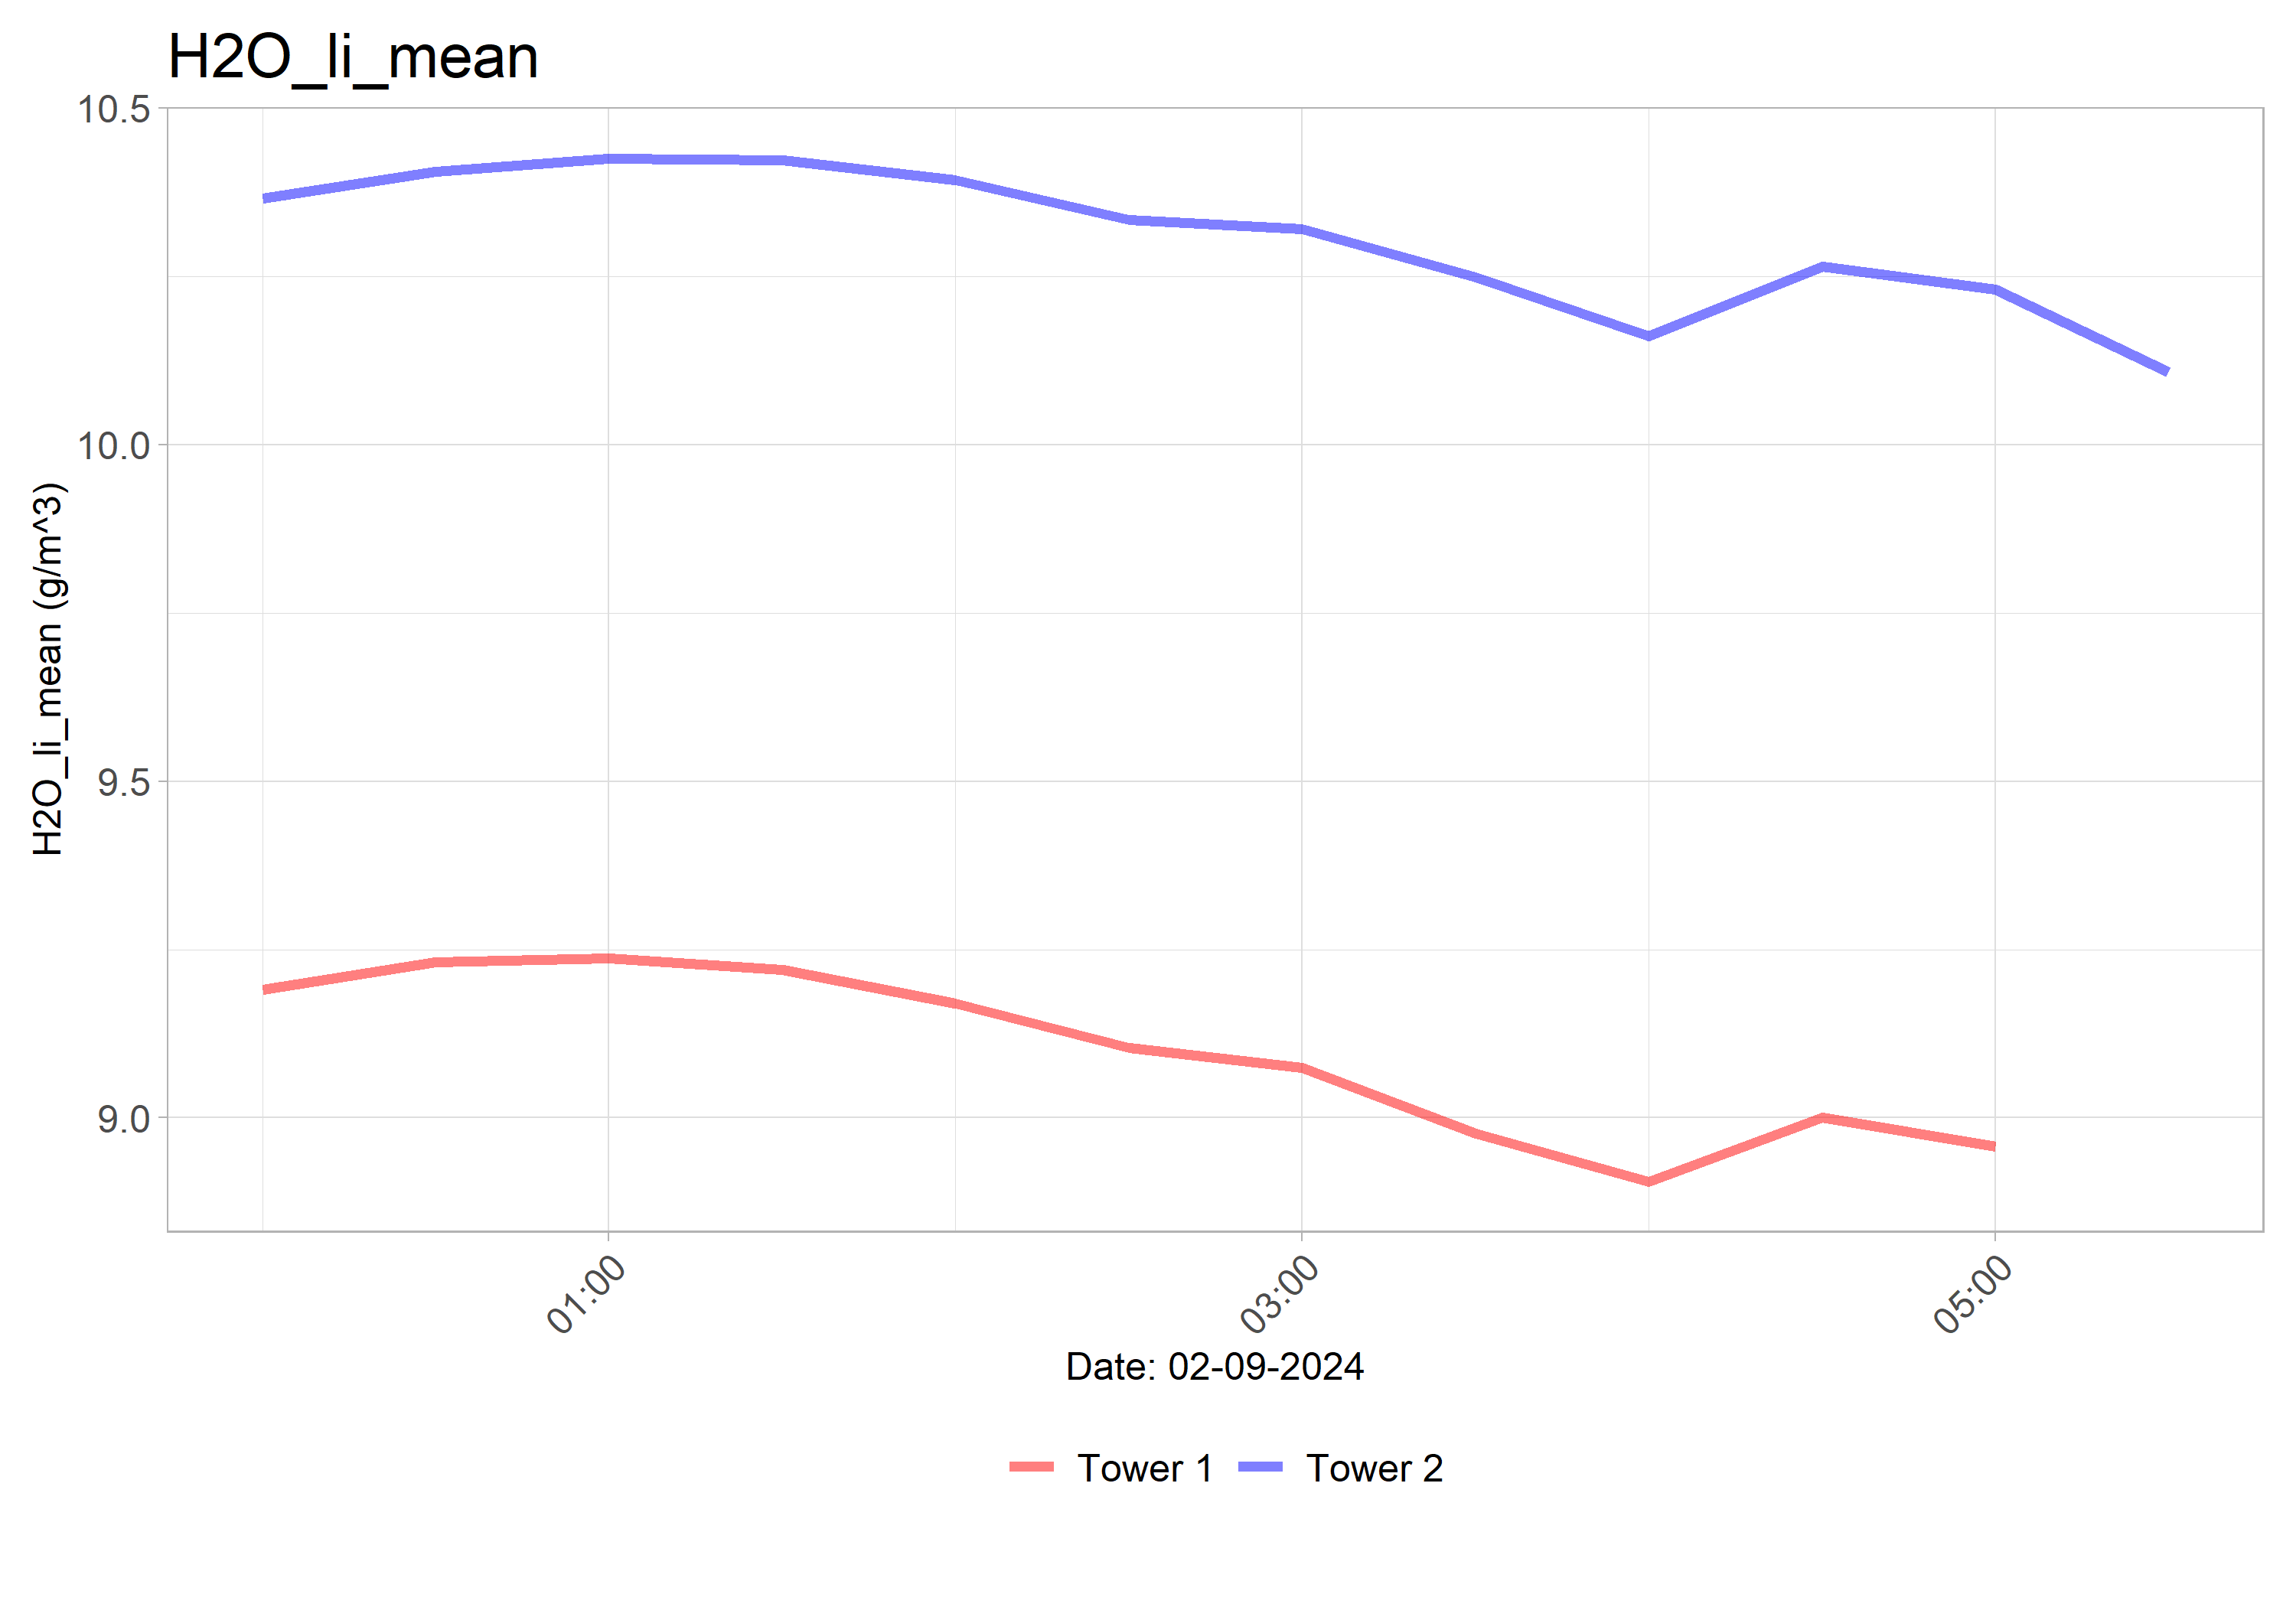 H2O_li_mean
10.5
10.0
9.5
9.0
H2O_li_mean (g/m^3)
01:00
03:00
05:00
Date: 02-09-2024
Tower 1 Tower 2